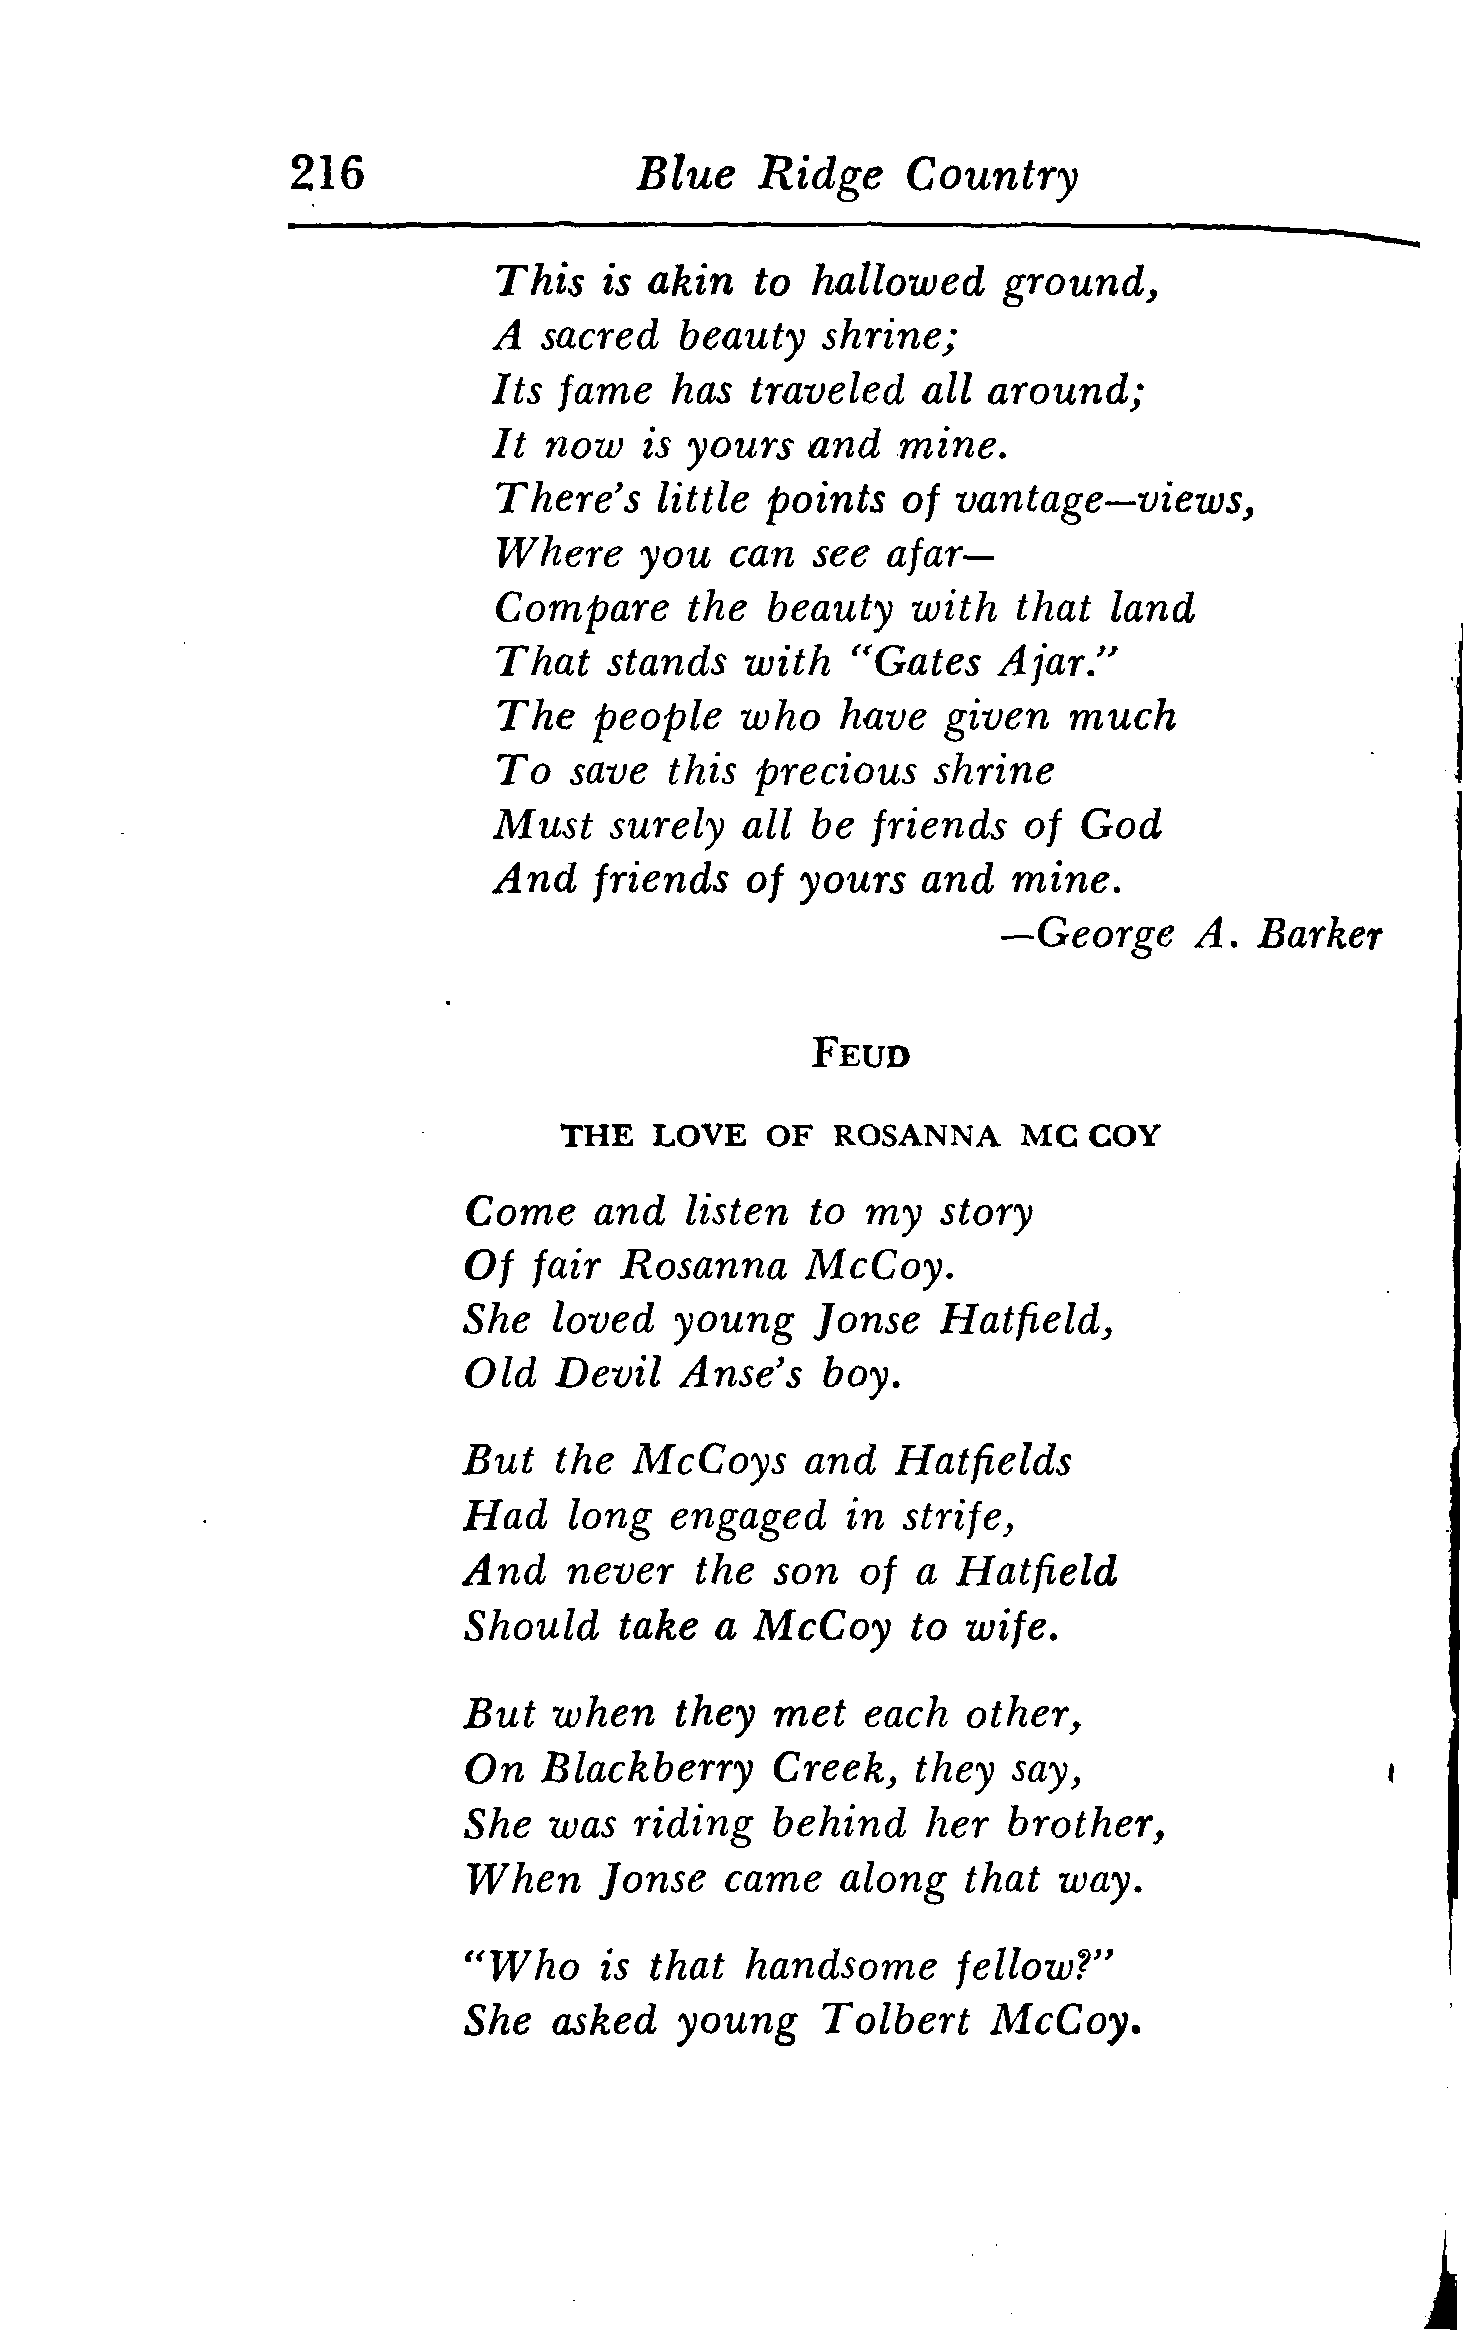 216 Blue Ridge Country
This is akin to hallowed ground,
A sacred beauty shrine;
Its fame has traveled all around;
It now is yours and mine.
There's little points of vantage—views,
Where you can see afar—
Compare the beauty with that land
That stands with "Gates Ajar."
The people who have given much
To save this precious shrine
Must surely all be friends of God
And friends of yours and mine.
—George A. Barker
FEUD
THE LOVE OF ROSANNA MC COY
Come and listen to my story
Of fair Rosanna McCoy.
She loved young Jonse Hatfield,
Old Devil Anse's boy.
But the McCoys and Hatfields
Had long engaged in strife,
And never the son of a Hatfield
Should take a McCoy to wife.
But when they met each other,
On Blackberry Creek, they say,
She was riding behind her brother,
When Jonse came along that way.
"Who is that handsome fellow?"
She asked young Tolbert McCoy.